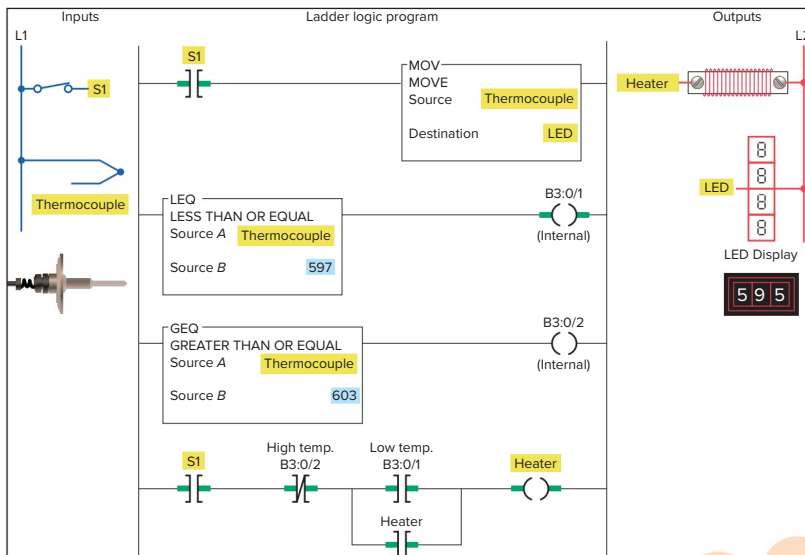 Inputs
Ladder logic program
Outputs
L1
L2
S1
S1
MOV
MOVE
Source Thermocouple
Destination LED
Heater
Thermocouple
LED
LED Display
595
LEQ
LESS THAN OR EQUAL
Source A Thermocouple
Source B 597
B3:0/1
(Internal)
GEQ
GREATER THAN OR EQUAL
Source A Thermocouple
Source B 603
B3:0/2
(Internal)
S1
High temp.
B3:0/2
Low temp.
B3:0/1
Heater
Heater